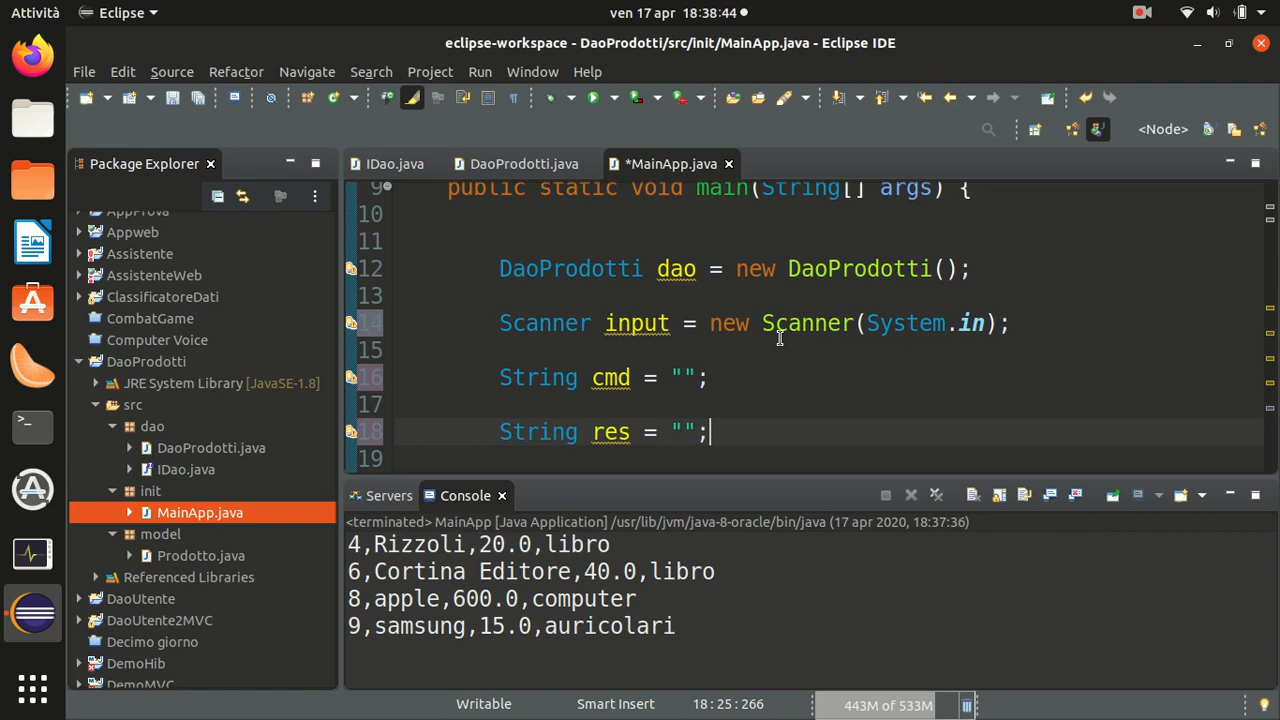 Attività Eclipse ven 17 apr 18:38:44
eclipse-workspace - DaoProdotti/src/init/MainApp.java - Eclipse IDE
File Edit Source Refactor Navigate Search Project Run Window Help
<Node>
Package Explorer
IDao.java DaoProdotti.java *MainApp.java
AppProva
Appweb
Assistente
AssistenteWeb
ClassificatoreDati
CombatGame
Computer Voice
DaoProdotti
JRE System Library [JavaSE-1.8]
src
dao
DaoProdotti.java
IDao.java
init
MainApp.java
model
Prodotto.java
Referenced Libraries
DaoUtente
DaoUtente2MVC
Decimo giorno
DemoHib
DemoMVC
9 public static void main(String[] args) {
10
11
12 DaoProdotti dao = new DaoProdotti();
13
14 Scanner input = new Scanner(System.in);
15
16 String cmd = "";
17
18 String res = "";
19
Servers Console
<terminated> MainApp [Java Application] /usr/lib/jvm/java-8-oracle/bin/java (17 apr 2020, 18:37:36)
4,Rizzoli,20.0,libro
6,Cortina Editore,40.0,libro
8,apple,600.0,computer
9,samsung,15.0,auricolari
Writable Smart Insert 18:25:266 443M of 533M